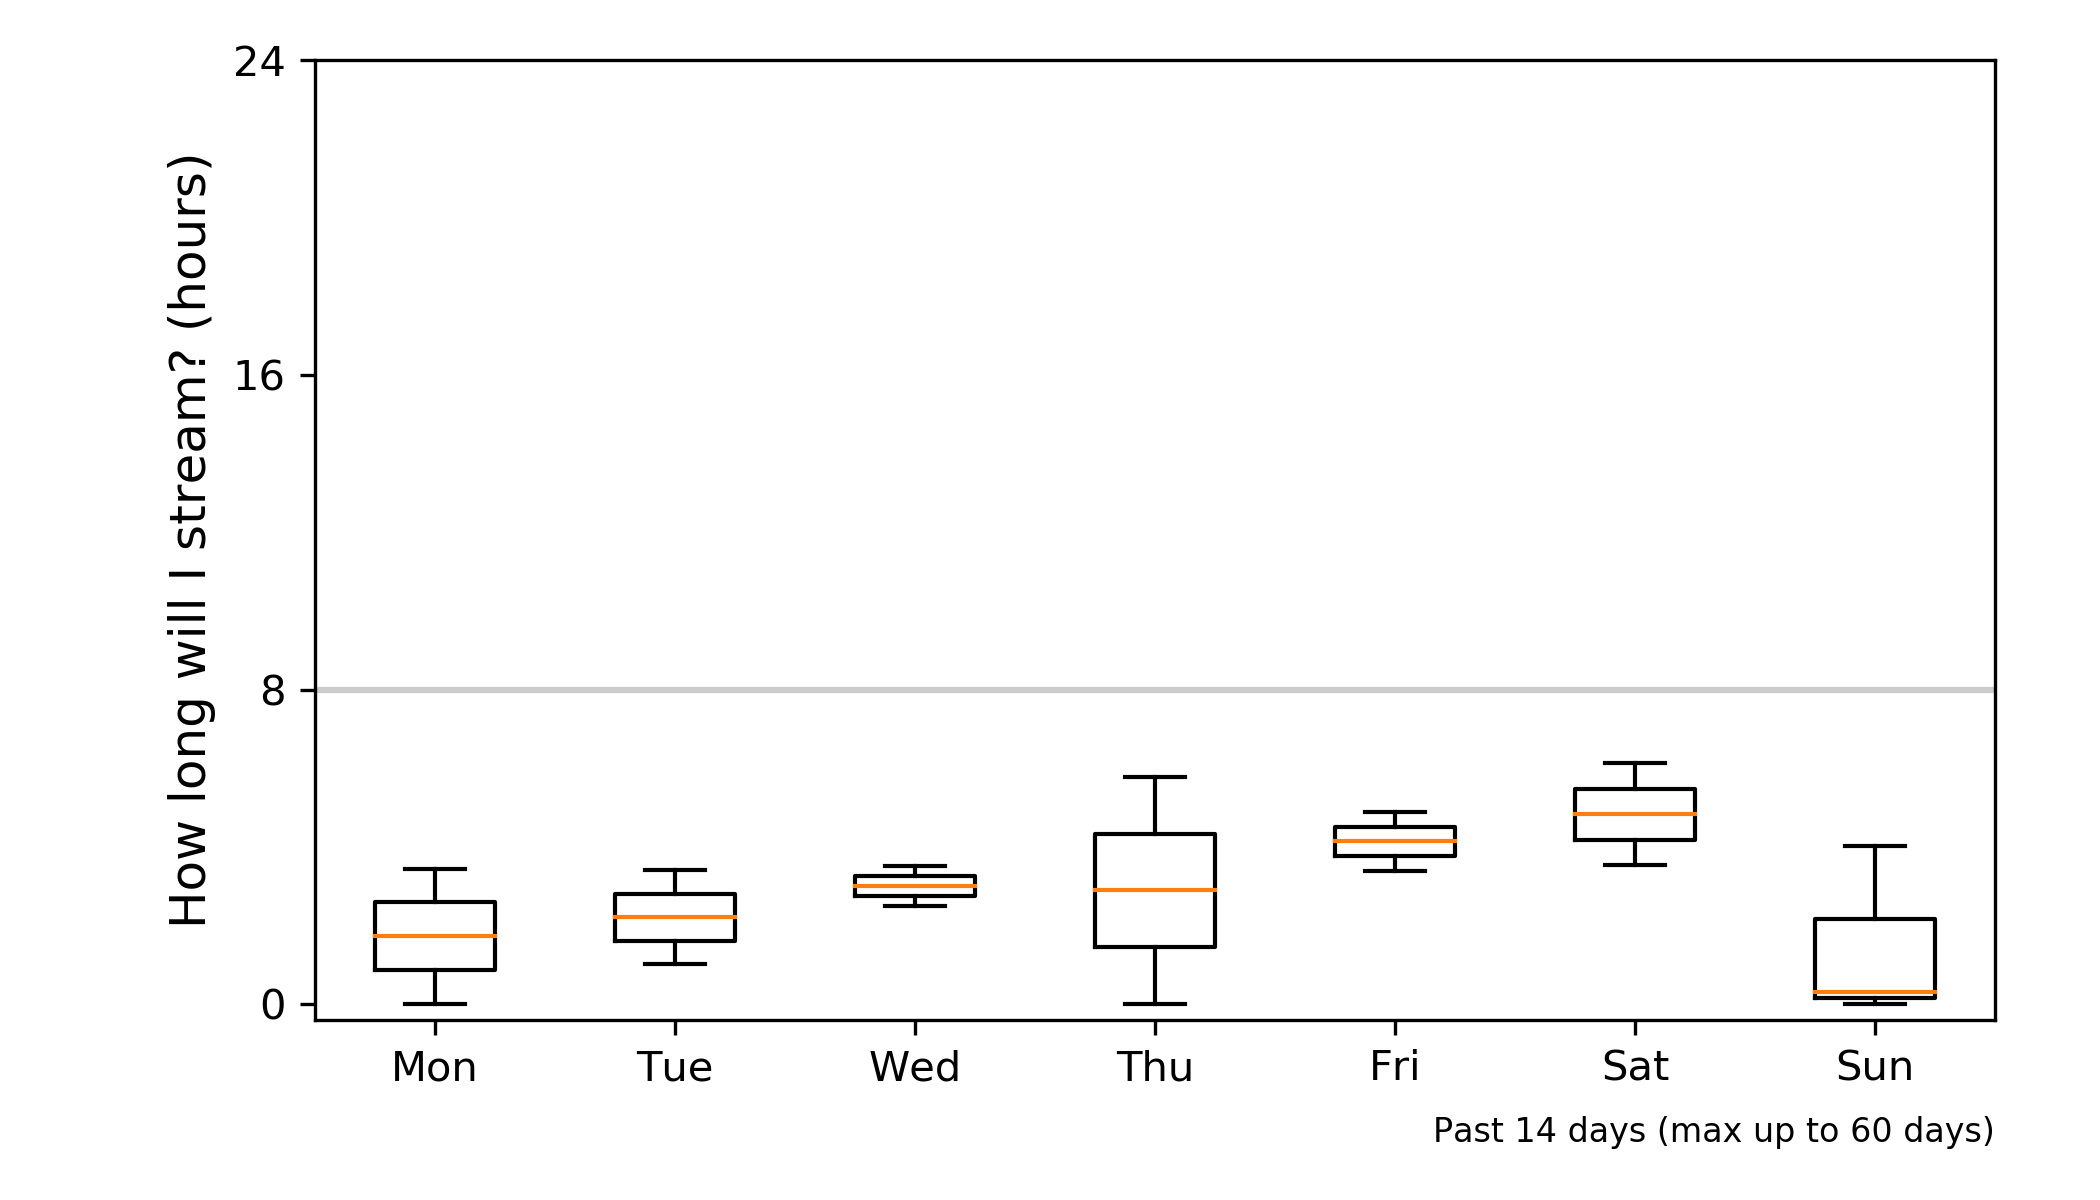 How long will I stream? (hours)
24
16
8
0
Mon Tue Wed Thu Fri Sat Sun
Past 14 days (max up to 60 days)